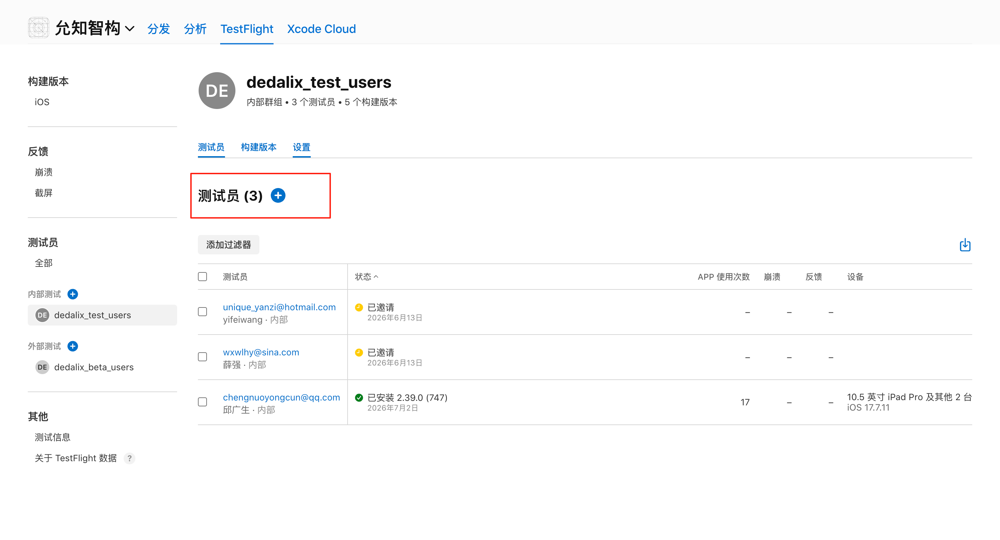 允知智构 分发 分析 TestFlight Xcode Cloud
构建版本
iOS
反馈
崩溃
截屏
测试员
全部
内部测试
DE dedalix_test_users
外部测试
DE dedalix_beta_users
其他
测试信息
关于 TestFlight 数据 ?
DE
dedalix_test_users
内部群组 • 3 个测试员 • 5 个构建版本
测试员 构建版本 设置
测试员 (3)
添加过滤器
测试员 状态 APP 使用次数 崩溃 反馈 设备
unique_yanzi@hotmail.com 已邀请 – – –
yifeiwang · 内部 2026年6月13日
wxwlhy@sina.com 已邀请 – – –
薛强 · 内部 2026年6月13日
chengnuoyongcun@qq.com 已安装 2.39.0 (747) 17 – – 10.5 英寸 iPad Pro 及其他 2 台
邱广生 · 内部 2026年7月2日 iOS 17.7.11